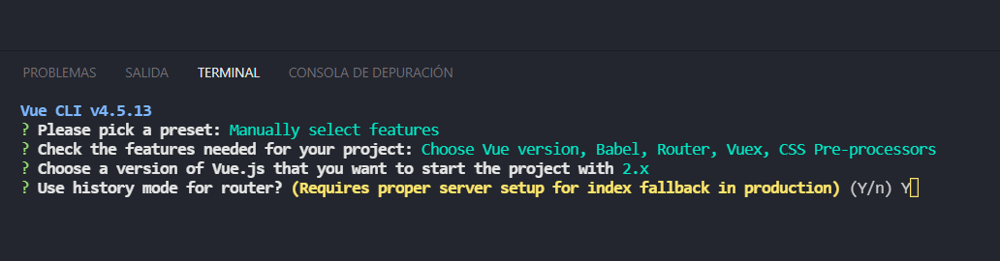 PROBLEMAS SALIDA TERMINAL CONSOLA DE DEPURACIÓN
Vue CLI v4.5.13
? Please pick a preset: Manually select features
? Check the features needed for your project: Choose Vue version, Babel, Router, Vuex, CSS Pre-processors
? Choose a version of Vue.js that you want to start the project with 2.x
? Use history mode for router? (Requires proper server setup for index fallback in production) (Y/n) Y